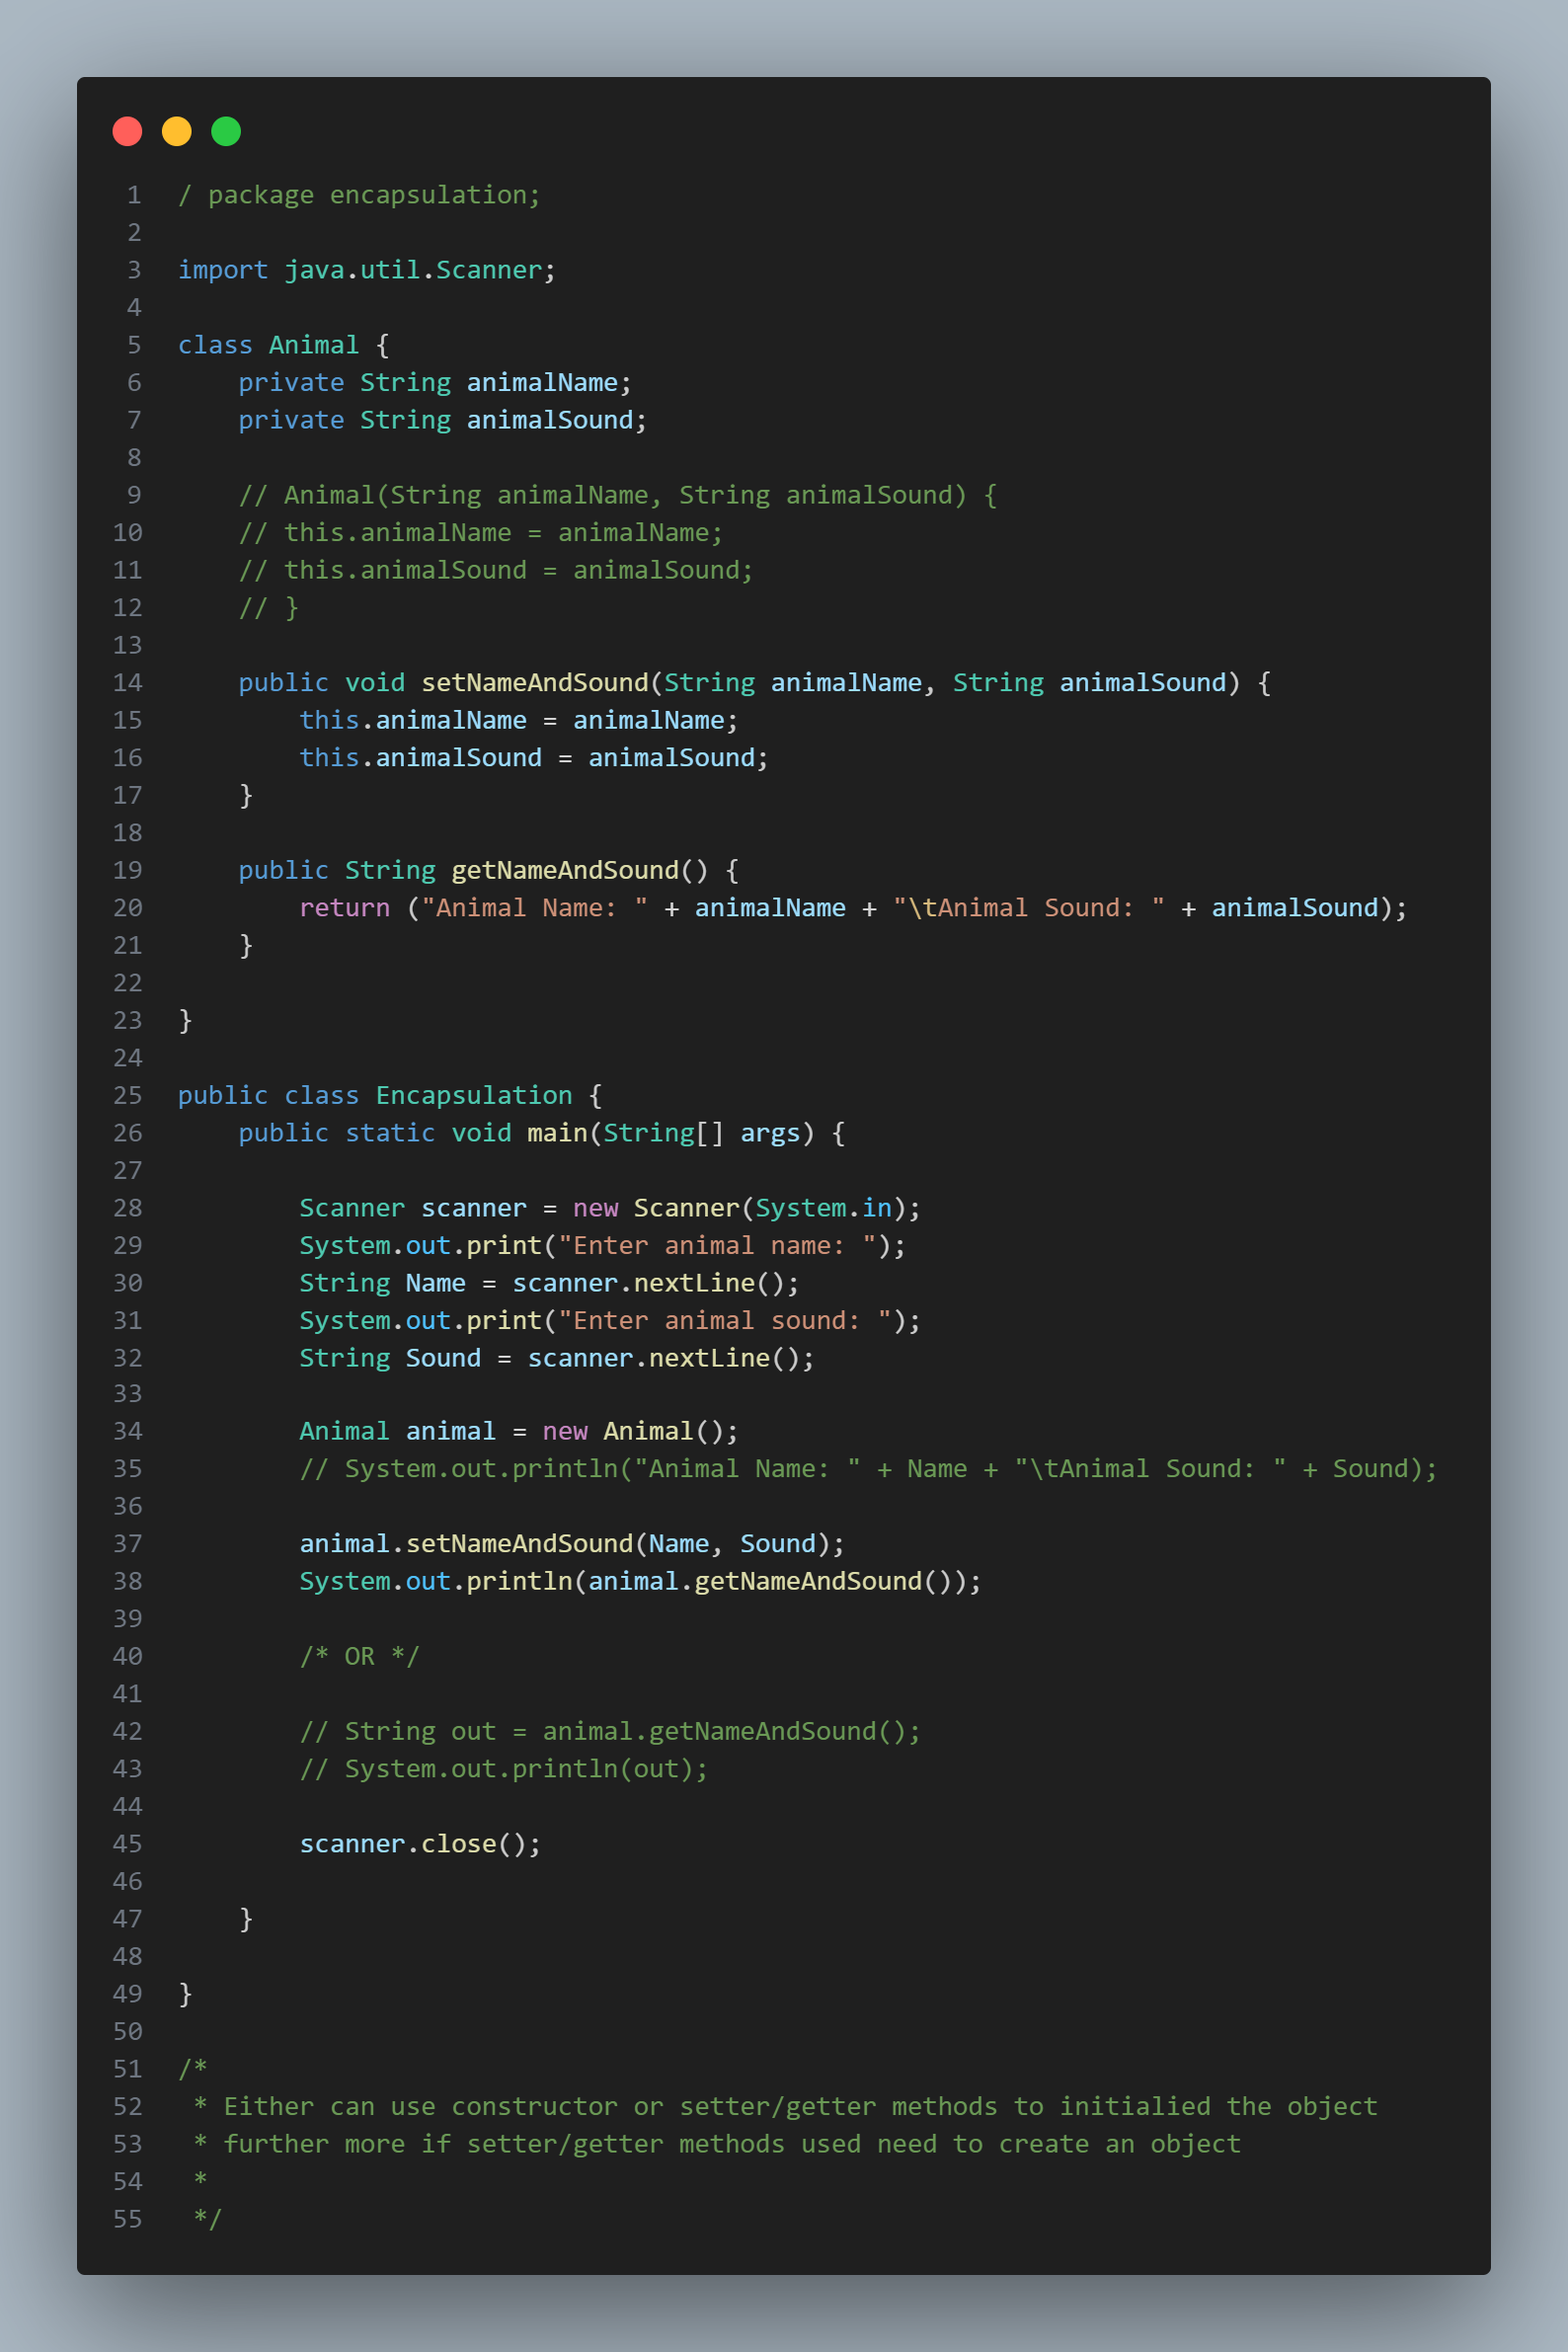 1 / package encapsulation;
2
3 import java.util.Scanner;
4
5 class Animal {
6     private String animalName;
7     private String animalSound;
8
9     // Animal(String animalName, String animalSound) {
10     // this.animalName = animalName;
11     // this.animalSound = animalSound;
12     // }
13
14     public void setNameAndSound(String animalName, String animalSound) {
15         this.animalName = animalName;
16         this.animalSound = animalSound;
17     }
18
19     public String getNameAndSound() {
20         return ("Animal Name: " + animalName + "\tAnimal Sound: " + animalSound);
21     }
22
23 }
24
25 public class Encapsulation {
26     public static void main(String[] args) {
27
28         Scanner scanner = new Scanner(System.in);
29         System.out.print("Enter animal name: ");
30         String Name = scanner.nextLine();
31         System.out.print("Enter animal sound: ");
32         String Sound = scanner.nextLine();
33
34         Animal animal = new Animal();
35         // System.out.println("Animal Name: " + Name + "\tAnimal Sound: " + Sound);
36
37         animal.setNameAndSound(Name, Sound);
38         System.out.println(animal.getNameAndSound());
39
40         /* OR */
41
42         // String out = animal.getNameAndSound();
43         // System.out.println(out);
44
45         scanner.close();
46
47     }
48
49 }
50
51 /*
52  * Either can use constructor or setter/getter methods to initialied the object
53  * further more if setter/getter methods used need to create an object
54  *
55  */